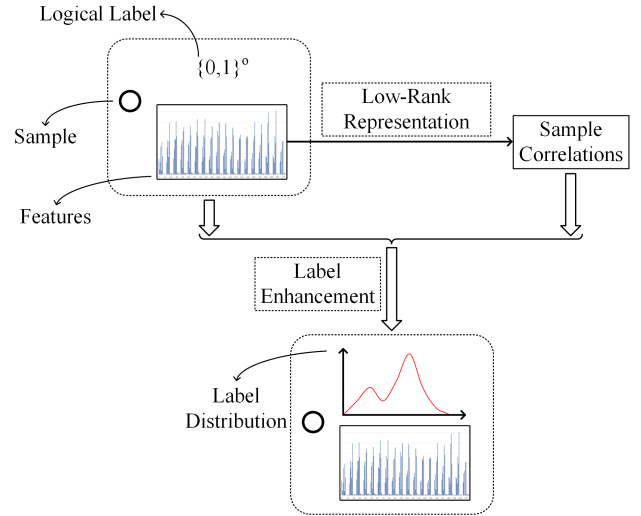 Logical Label
{0,1}º
Sample
Features
Low-Rank
Representation
Sample
Correlations
Label
Enhancement
Label
Distribution